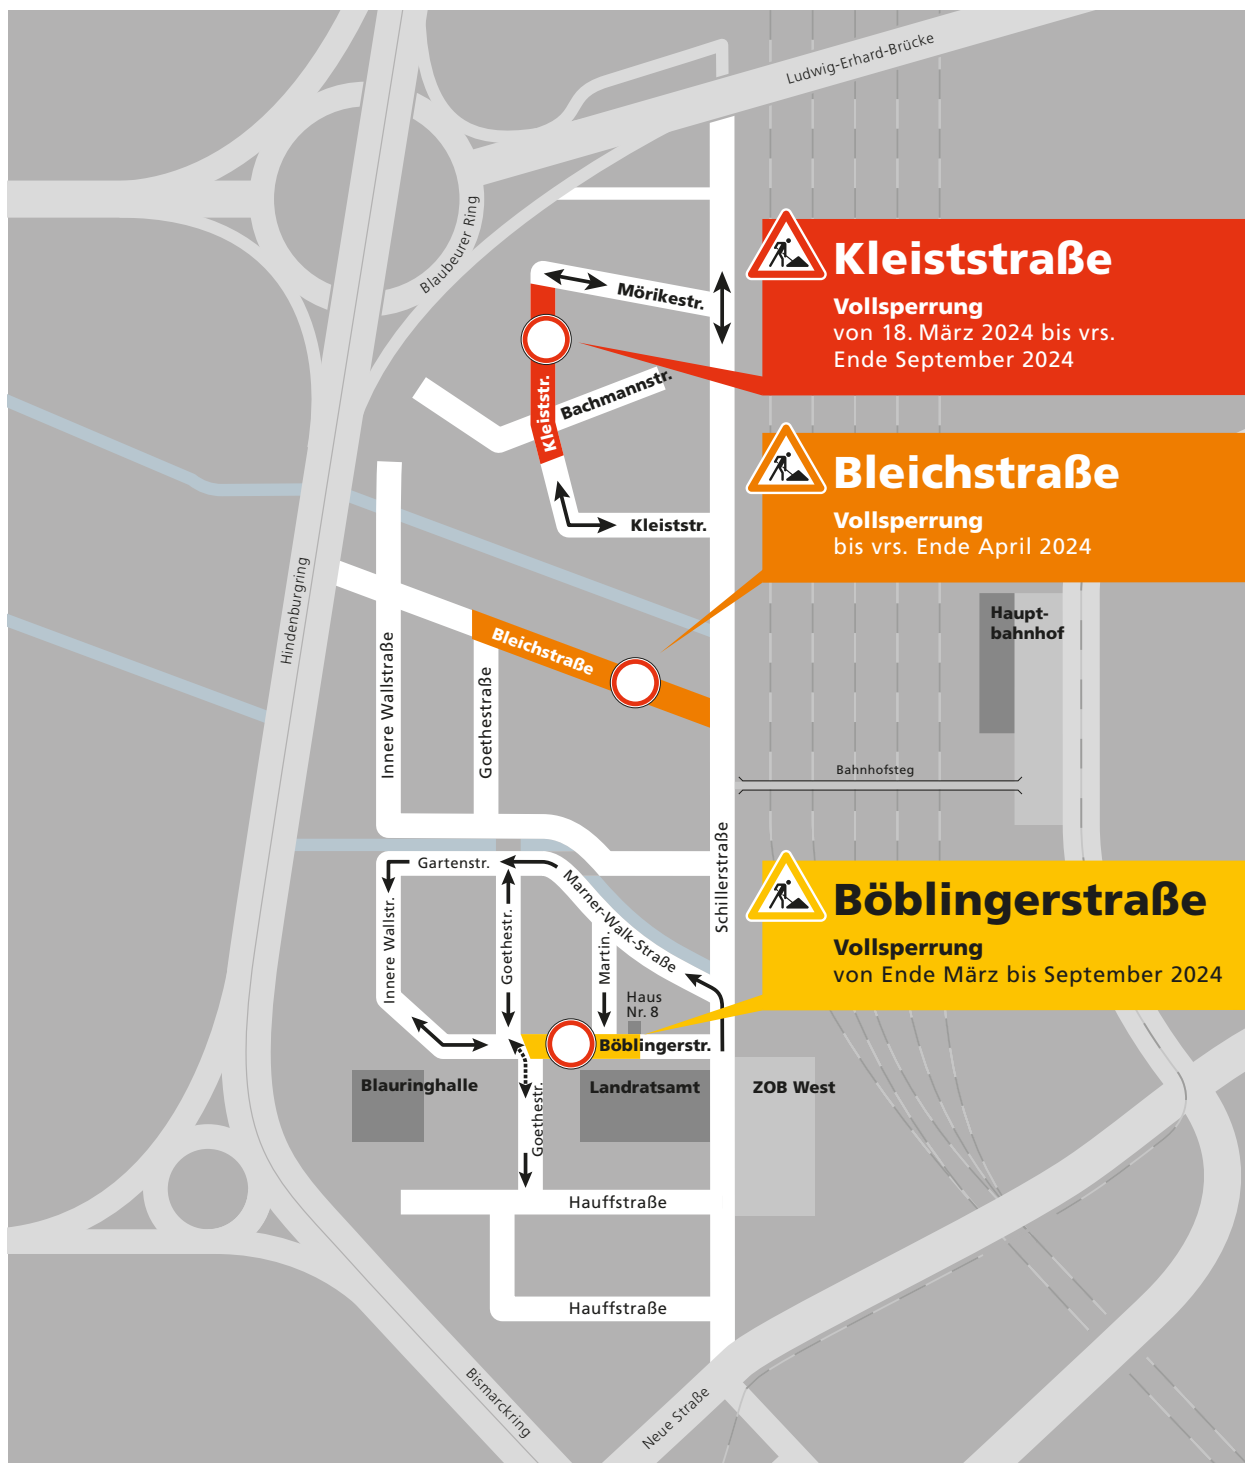 Ludwig-Erhard-Brücke
Blaubeurer Ring
Kleiststraße
Vollsperrung
von 18. März 2024 bis vrs.
Ende September 2024
Mörikestr.
Kleiststr.
Bachmannstr.
Kleiststr.
Bleichstraße
Vollsperrung
bis vrs. Ende April 2024
Hindenburgring
Innere Wallstraße
Goethestraße
Bleichstraße
Haupt-
bahnhof
Bahnhofsteg
Schillerstraße
Gartenstr.
Marner-Walk-Straße
Innere Wallstr.
Goethestr.
Martin.
Haus
Nr. 8
Böblingerstraße
Vollsperrung
von Ende März bis September 2024
Böblingerstr.
Blauringhalle
Goethestr.
Landratsamt
ZOB West
Hauffstraße
Hauffstraße
Bismarckring
Neue Straße